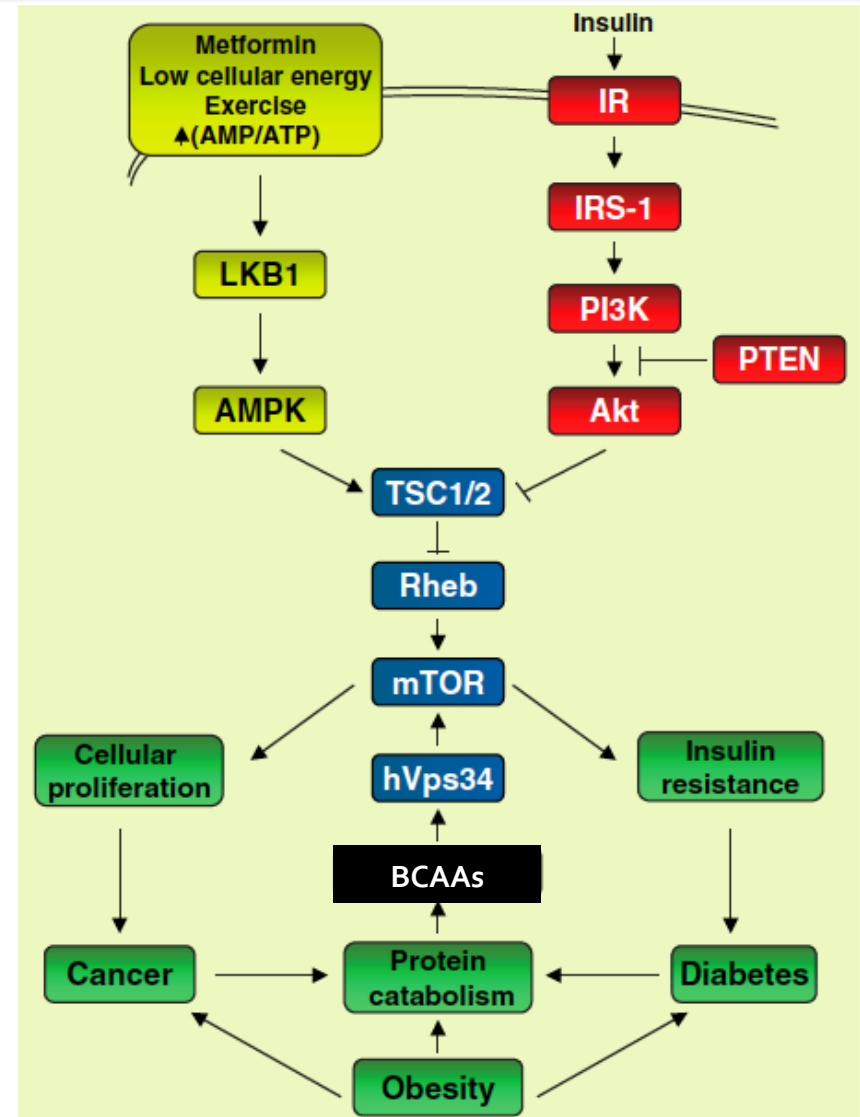 Insulin
Metformin
Low cellular energy
Exercise
(AMP/ATP)
IR
IRS-1
LKB1
PI3K
PTEN
AMPK
Akt
TSC1/2
Rheb
mTOR
Cellular
proliferation
hVps34
Insulin
resistance
BCAAs
Cancer
Protein
catabolism
Diabetes
Obesity